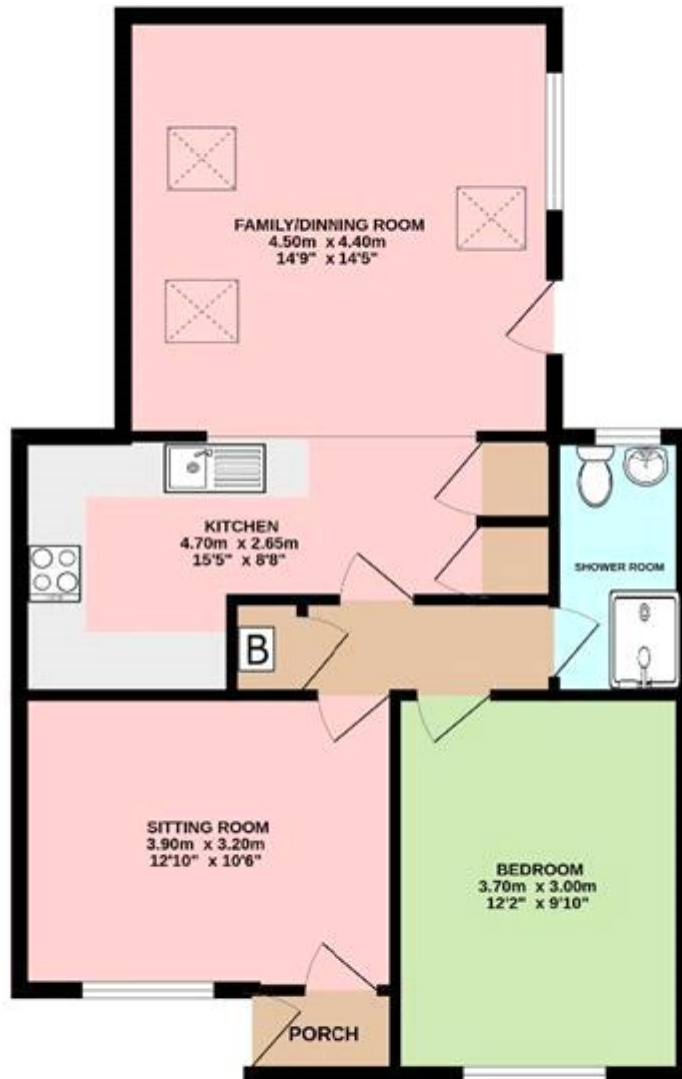 FAMILY/DINNING ROOM
4.50m x 4.40m
14'9" x 14'5"
KITCHEN
4.70m x 2.65m
15'5" x 8'8"
SHOWER ROOM
B
SITTING ROOM
3.90m x 3.20m
12'10" x 10'6"
BEDROOM
3.70m x 3.00m
12'2" x 9'10"
PORCH